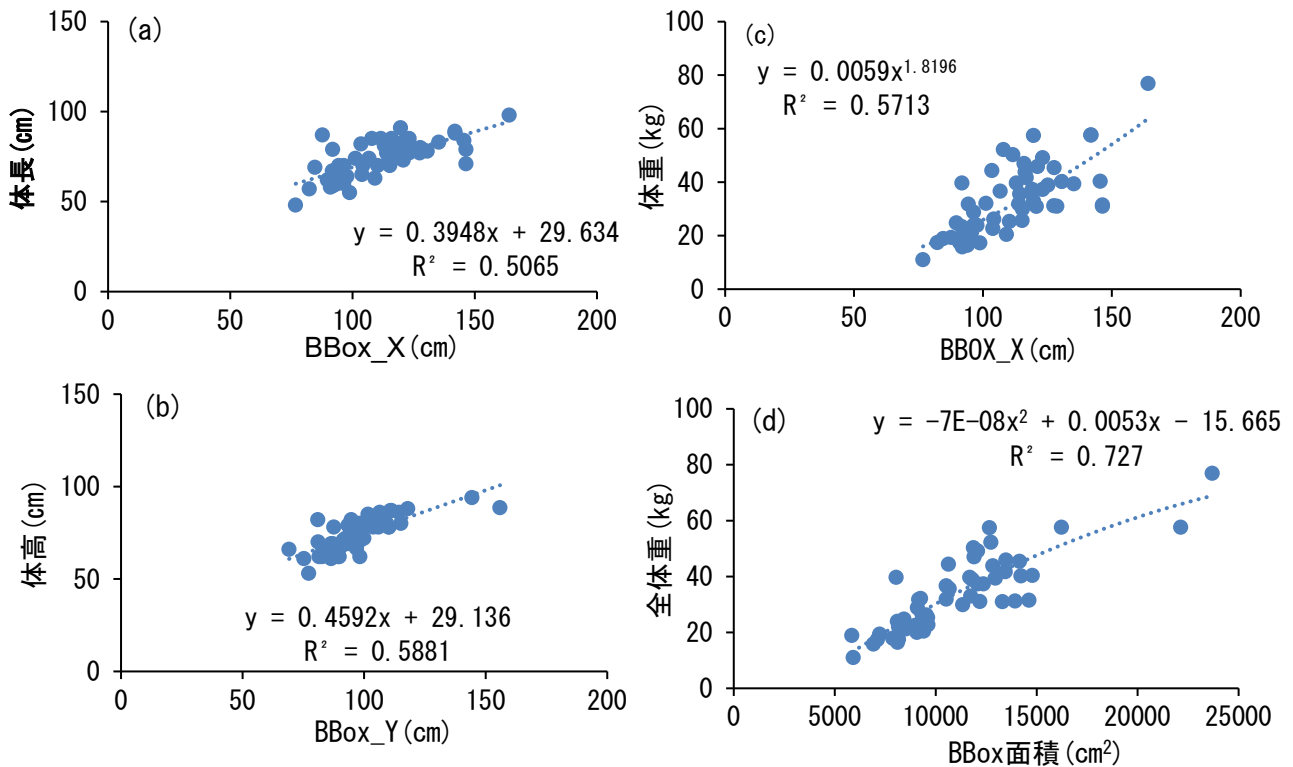 (a)
150
100
50
0
体長(cm)
y = 0.3948x + 29.634
R² = 0.5065
0 50 100 150 200
BBox_X(cm)
(c)
100
80
60
40
20
0
体重(kg)
y = 0.0059x^1.8196
R² = 0.5713
0 50 100 150 200
BBOX_X(cm)
(b)
150
100
50
0
体高(cm)
y = 0.4592x + 29.136
R² = 0.5881
0 50 100 150 200
BBox_Y(cm)
(d)
100
80
60
40
20
0
全体重(kg)
y = -7E-08x² + 0.0053x - 15.665
R² = 0.727
0 5000 10000 15000 20000 25000
BBox面積(cm²)